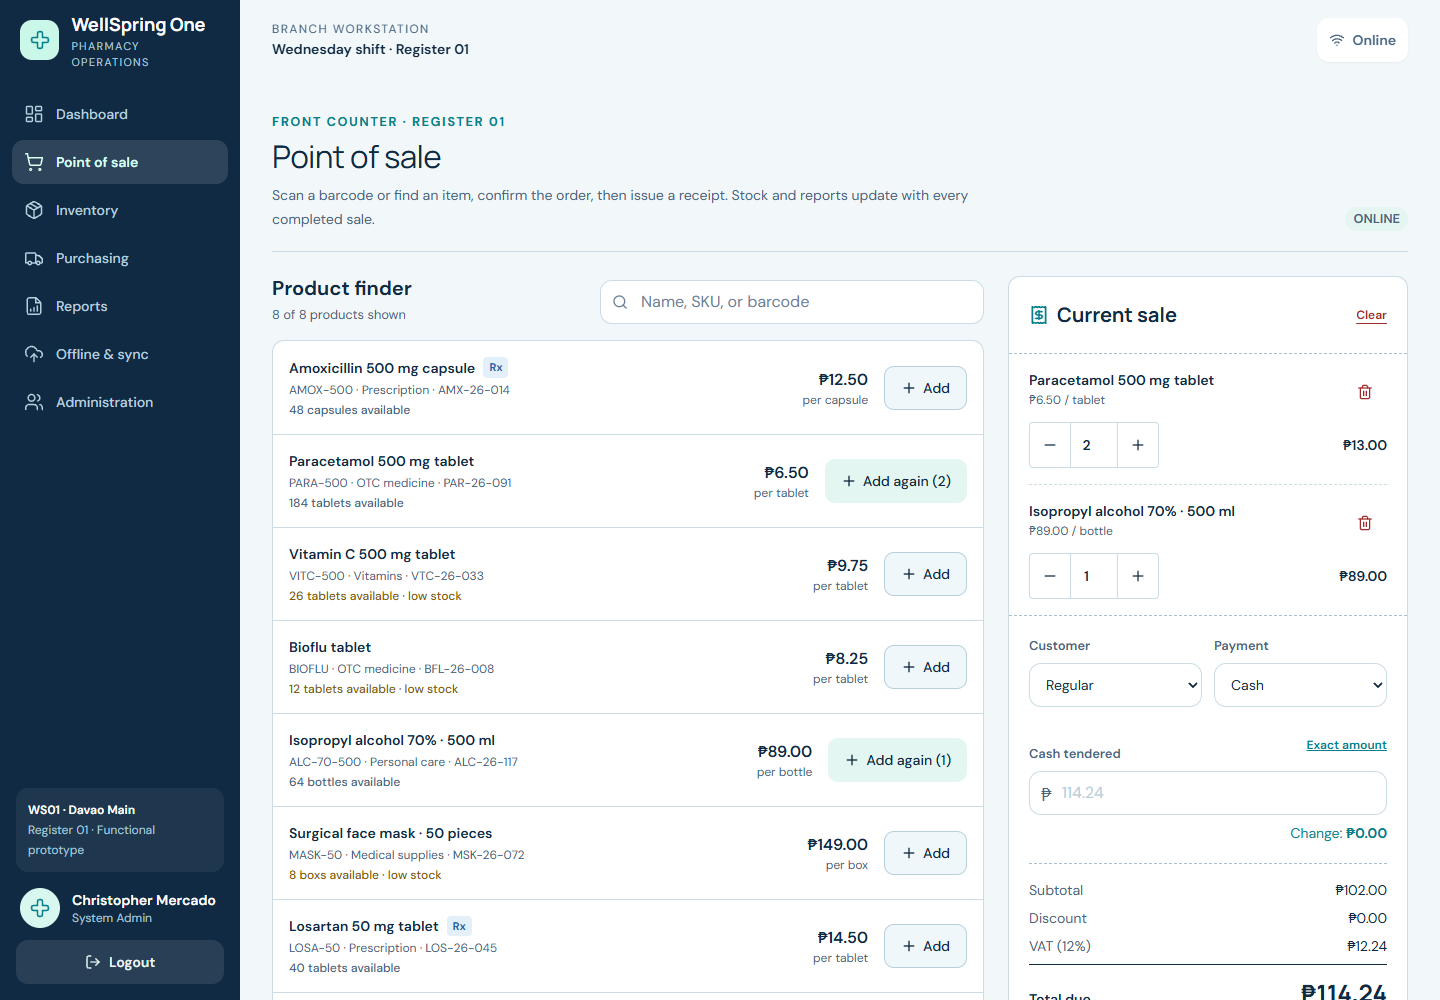 WellSpring One
PHARMACY
OPERATIONS
Dashboard
Point of sale
Inventory
Purchasing
Reports
Offline & sync
Administration
WS01 · Davao Main
Register 01 · Functional
prototype
Christopher Mercado
System Admin
Logout
BRANCH WORKSTATION
Wednesday shift · Register 01
Online
FRONT COUNTER · REGISTER 01
Point of sale
Scan a barcode or find an item, confirm the order, then issue a receipt. Stock and reports update with every
completed sale.
ONLINE
Product finder
8 of 8 products shown
Name, SKU, or barcode
Amoxicillin 500 mg capsule Rx
AMOX-500 · Prescription · AMX-26-014
48 capsules available
₱12.50
per capsule
Add
Paracetamol 500 mg tablet
PARA-500 · OTC medicine · PAR-26-091
184 tablets available
₱6.50
per tablet
Add again (2)
Vitamin C 500 mg tablet
VITC-500 · Vitamins · VTC-26-033
26 tablets available · low stock
₱9.75
per tablet
Add
Bioflu tablet
BIOFLU · OTC medicine · BFL-26-008
12 tablets available · low stock
₱8.25
per tablet
Add
Isopropyl alcohol 70% · 500 ml
ALC-70-500 · Personal care · ALC-26-117
64 bottles available
₱89.00
per bottle
Add again (1)
Surgical face mask · 50 pieces
MASK-50 · Medical supplies · MSK-26-072
8 boxs available · low stock
₱149.00
per box
Add
Losartan 50 mg tablet Rx
LOSA-50 · Prescription · LOS-26-045
40 tablets available
₱14.50
per tablet
Add
Current sale
Clear
Paracetamol 500 mg tablet
₱6.50 / tablet
2
₱13.00
Isopropyl alcohol 70% · 500 ml
₱89.00 / bottle
1
₱89.00
Customer
Payment
Regular
Cash
Cash tendered
Exact amount
₱ 114.24
Change: ₱0.00
Subtotal ₱102.00
Discount ₱0.00
VAT (12%) ₱12.24
Total due ₱114.24